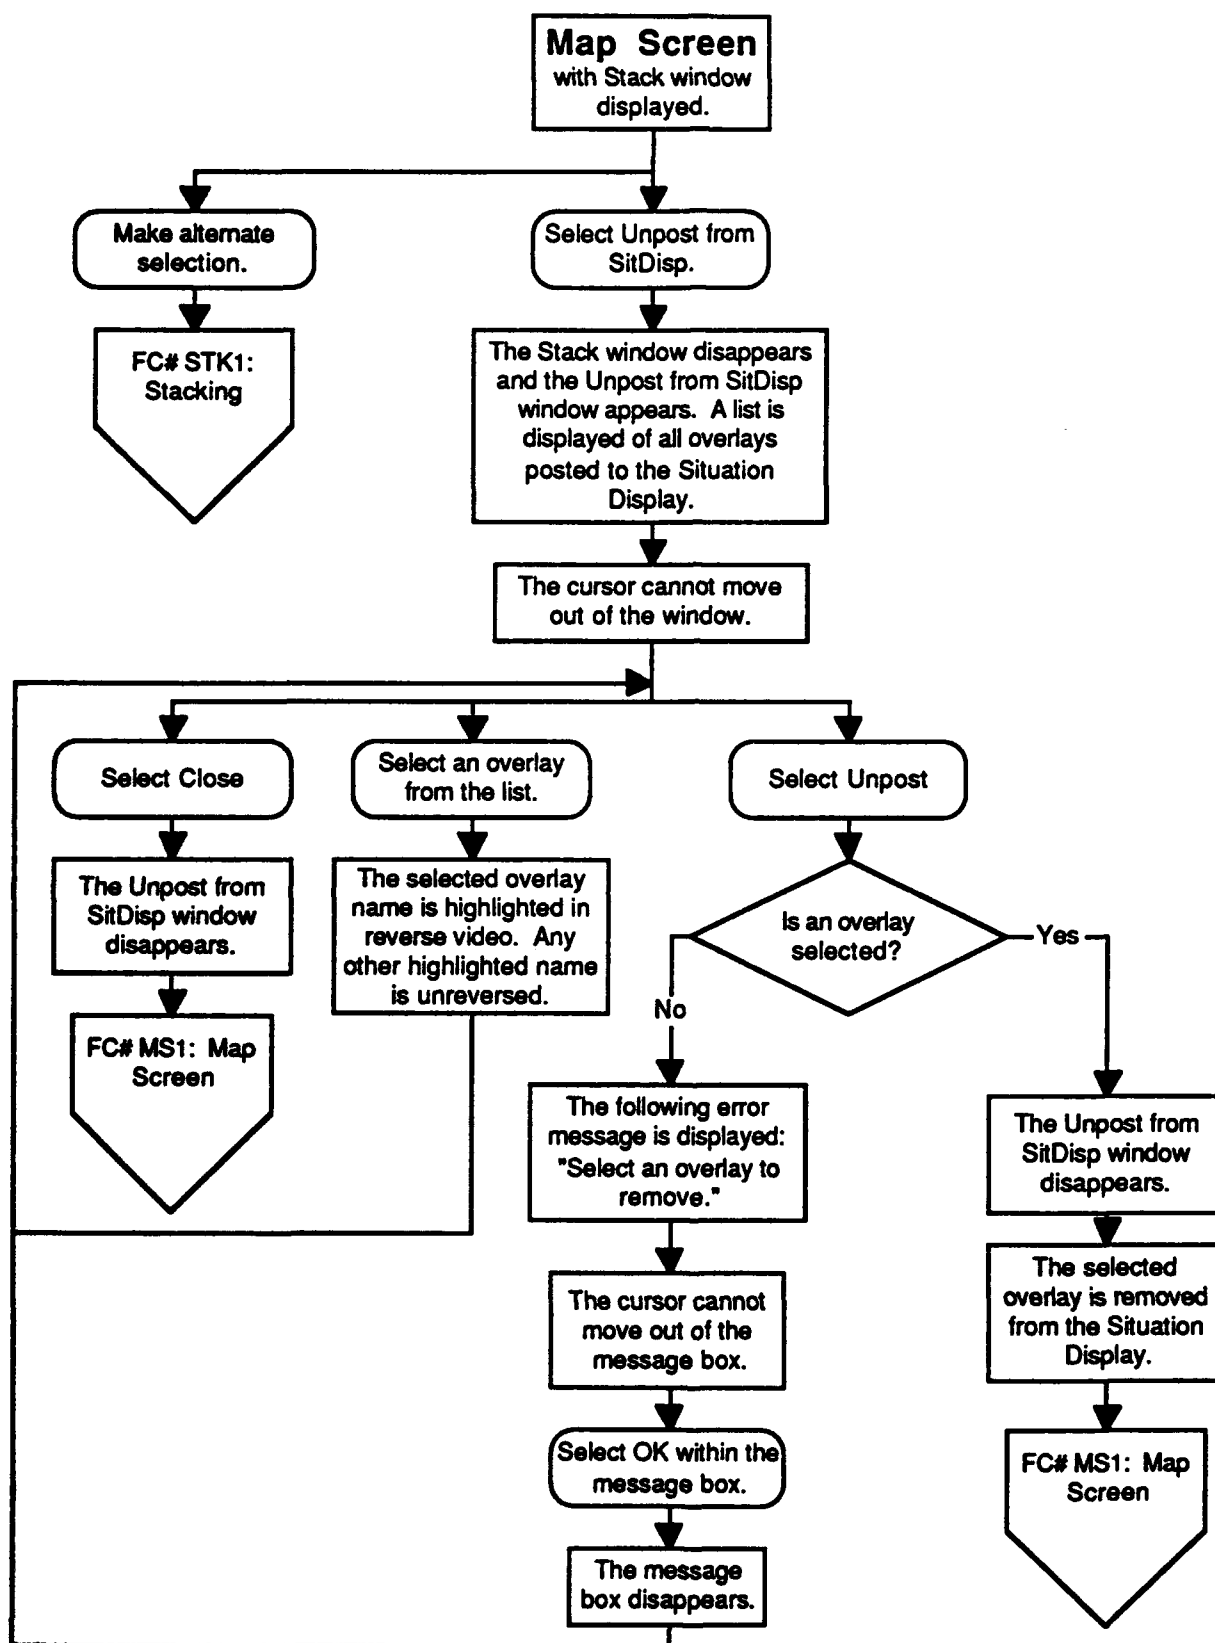 Map Screen
with Stack window
displayed.
Make alternate
selection.
Select Unpost from
SitDisp.
FC# STK1:
Stacking
The Stack window disappears
and the Unpost from SitDisp
window appears. A list is
displayed of all overlays
posted to the Situation
Display.
The cursor cannot move
out of the window.
Select Close
Select an overlay
from the list.
Select Unpost
The Unpost from
SitDisp window
disappears.
The selected overlay
name is highlighted in
reverse video. Any
other highlighted name
is unreversed.
Is an overlay
selected?
Yes
No
FC# MS1: Map
Screen
The following error
message is displayed:
"Select an overlay to
remove."
The Unpost from
SitDisp window
disappears.
The cursor cannot
move out of the
message box.
The selected
overlay is removed
from the Situation
Display.
Select OK within the
message box.
FC# MS1: Map
Screen
The message
box disappears.